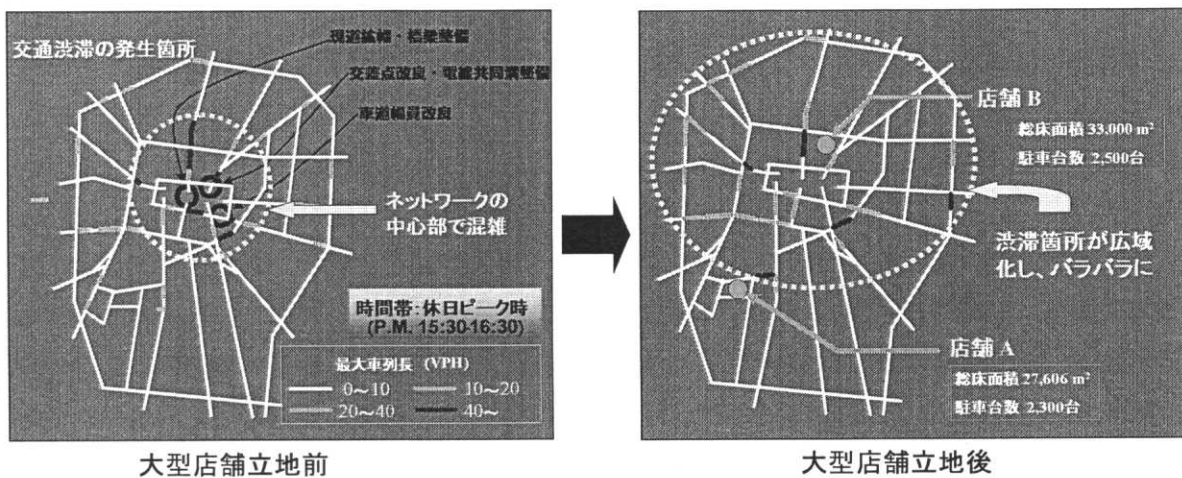 交通渋滞の発生箇所
現道拡幅・橋梁整備
交差点改良・電線共同溝整備
車道幅員改良
ネットワークの
中心部で混雑
時間帯:休日ピーク時
(P.M. 15:30-16:30)
最大車列長 (VPH)
0~10
10~20
20~40
40~
大型店舗立地前
店舗 B
総床面積 33,000 m²
駐車台数 2,500台
渋滞箇所が広域
化し、バラバラに
店舗 A
総床面積 27,606 m²
駐車台数 2,300台
大型店舗立地後